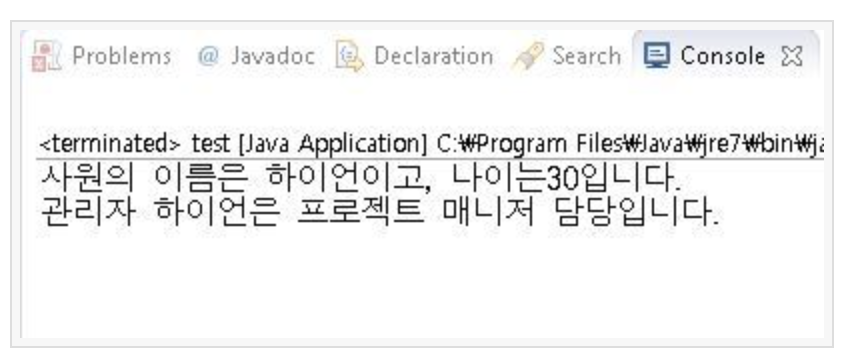 Problems @ Javadoc Declaration Search Console
<terminated> test [Java Application] C:₩Program Files₩Java₩jre7₩bin₩ja
사원의 이름은 하이언이고, 나이는30입니다.
관리자 하이언은 프로젝트 매니저 담당입니다.